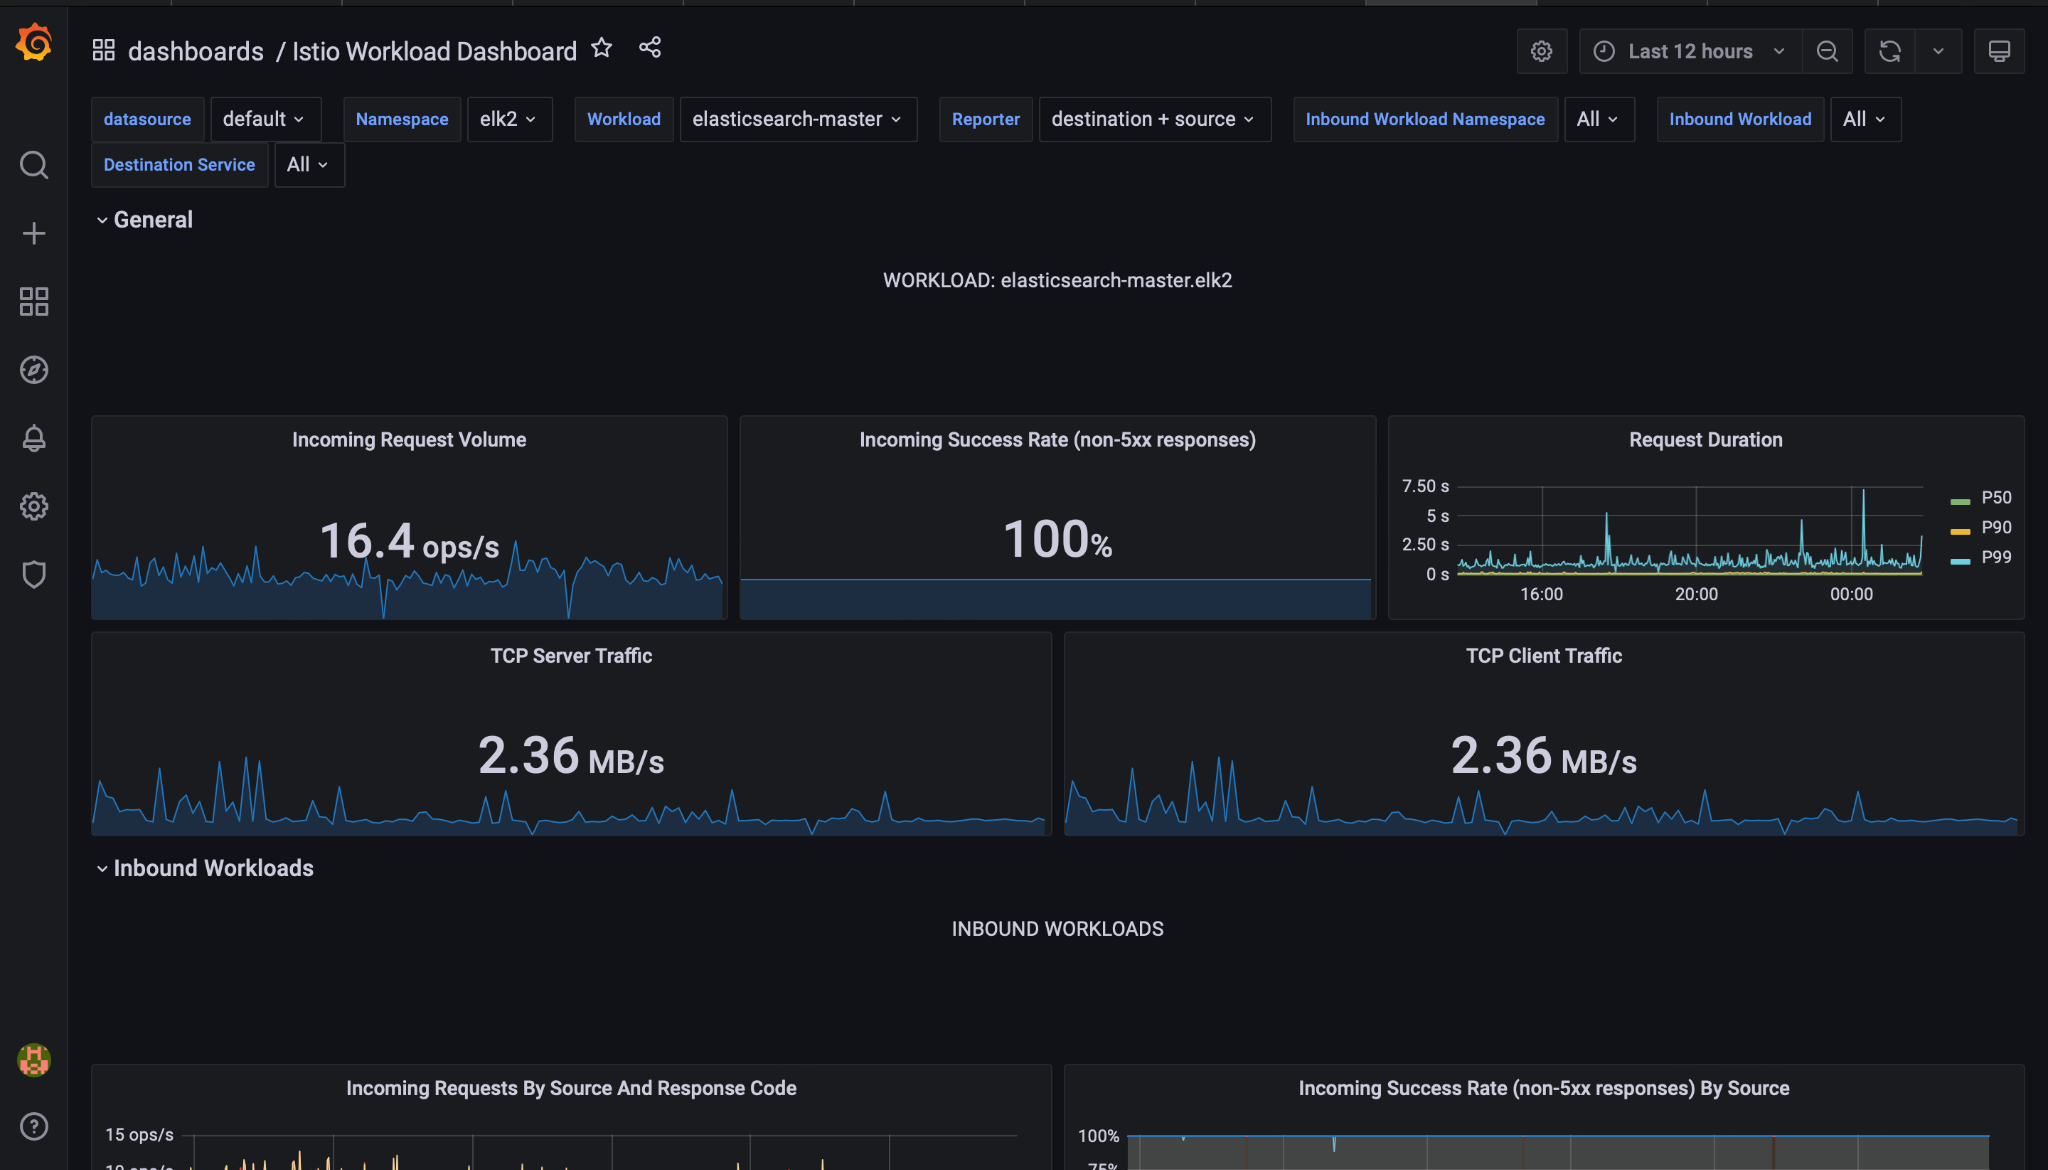 dashboards / Istio Workload Dashboard
Last 12 hours
datasource default Namespace elk2 Workload elasticsearch-master Reporter destination + source Inbound Workload Namespace All Inbound Workload All
Destination Service All
General
WORKLOAD: elasticsearch-master.elk2
Incoming Request Volume
16.4 ops/s
Incoming Success Rate (non-5xx responses)
100%
Request Duration
7.50 s
5 s
2.50 s
0 s
16:00 20:00 00:00
P50
P90
P99
TCP Server Traffic
2.36 MB/s
TCP Client Traffic
2.36 MB/s
Inbound Workloads
INBOUND WORKLOADS
Incoming Requests By Source And Response Code
15 ops/s
10 ops/s
Incoming Success Rate (non-5xx responses) By Source
100%
75%